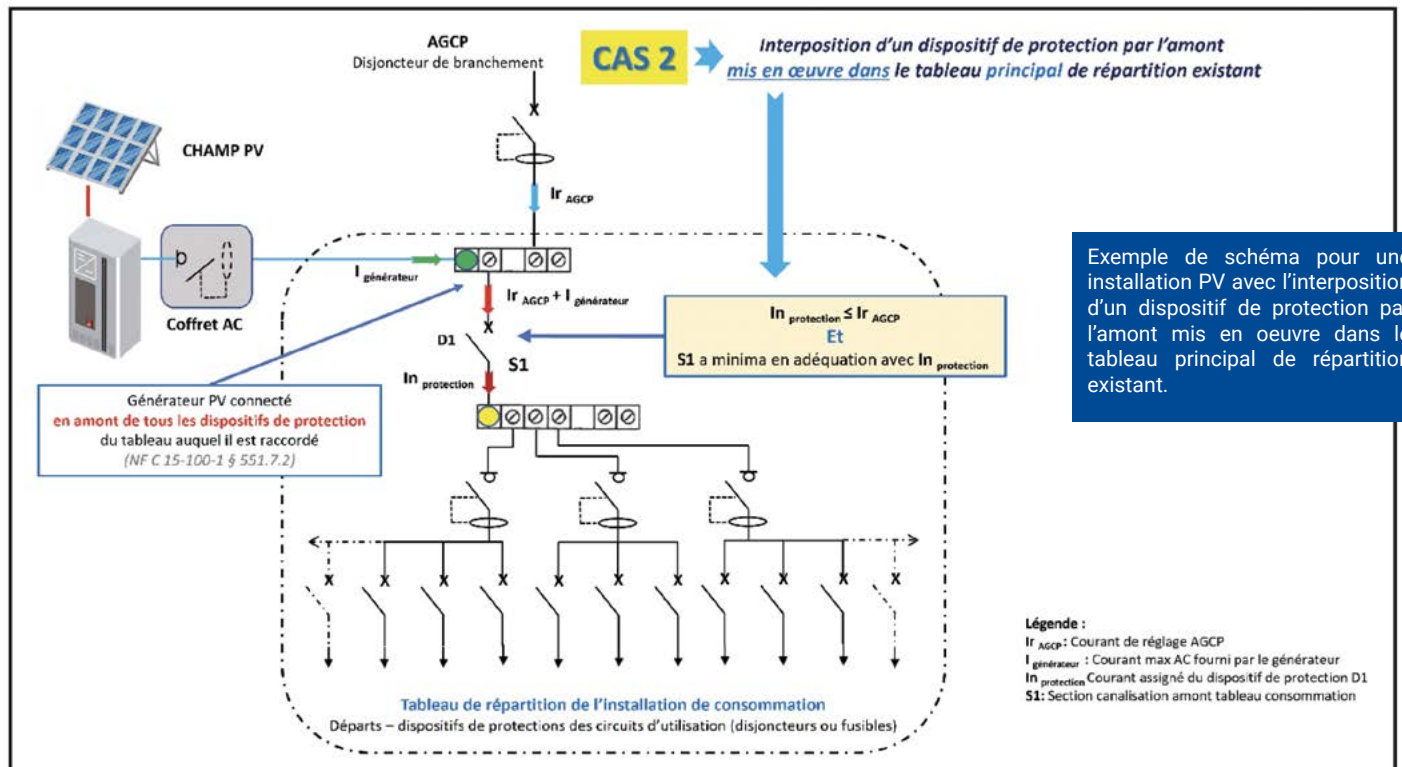 AGCP
Disjoncteur de branchement
CAS 2
Interposition d'un dispositif de protection par l'amont
mis en œuvre dans le tableau principal de répartition existant
CHAMP PV
Ir AGCP
I générateur
Coffret AC
Ir AGCP + I générateur
D1
S1
In protection
In protection ≤ Ir AGCP
Et
S1 a minima en adéquation avec In protection
Exemple de schéma pour une
installation PV avec l'interposition
d'un dispositif de protection pa
l'amont mis en oeuvre dans le
tableau principal de répartition
existant.
Générateur PV connecté
en amont de tous les dispositifs de protection
du tableau auquel il est raccordé
(NF C 15-100-1 § 551.7.2)
Tableau de répartition de l'installation de consommation
Départs – dispositifs de protections des circuits d'utilisation (disjoncteurs ou fusibles)
Légende :
Ir AGCP : Courant de réglage AGCP
I générateur : Courant max AC fourni par le générateur
In protection Courant assigné du dispositif de protection D1
S1: Section canalisation amont tableau consommation